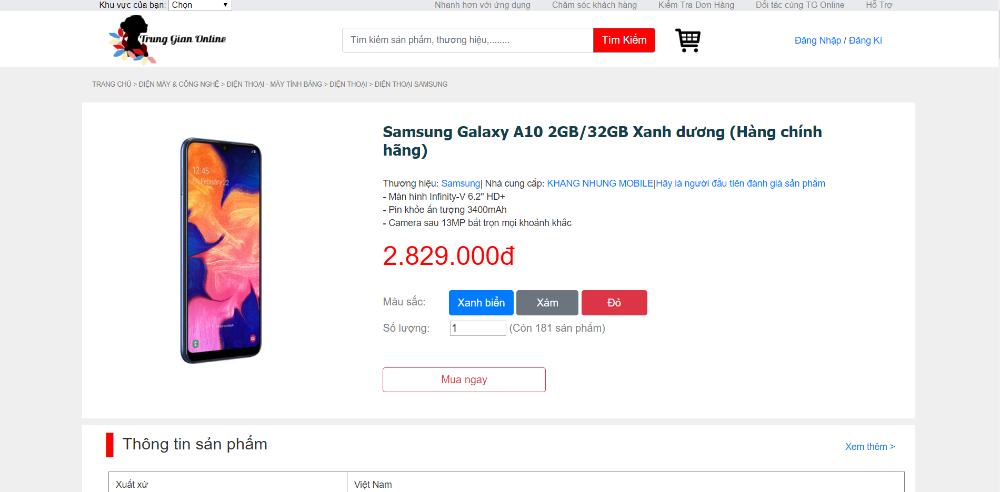 Khu vực của bạn: Chọn
Nhanh hơn với ứng dụng Chăm sóc khách hàng Kiểm Tra Đơn Hàng Đối tác cùng TG Online Hỗ Trợ
Trung Gian Online
Tìm kiếm sản phẩm, thương hiệu,........ Tìm Kiếm
Đăng Nhập / Đăng Kí
TRANG CHỦ > ĐIỆN MÁY & CÔNG NGHỆ > ĐIỆN THOẠI - MÁY TÍNH BẢNG > ĐIỆN THOẠI > ĐIỆN THOẠI SAMSUNG
12:45
Fri, February 22
Swipe to unlock
Samsung Galaxy A10 2GB/32GB Xanh dương (Hàng chính
hãng)
Thương hiệu: Samsung| Nhà cung cấp: KHANG NHUNG MOBILE|Hãy là người đầu tiên đánh giá sản phẩm
- Màn hình Infinity-V 6.2" HD+
- Pin khỏe ấn tượng 3400mAh
- Camera sau 13MP bắt trọn mọi khoảnh khắc
2.829.000đ
Màu sắc: Xanh biển Xám Đỏ
Số lượng: 1 (Còn 181 sản phẩm)
Mua ngay
Thông tin sản phẩm
Xem thêm >
Xuất xứ Việt Nam